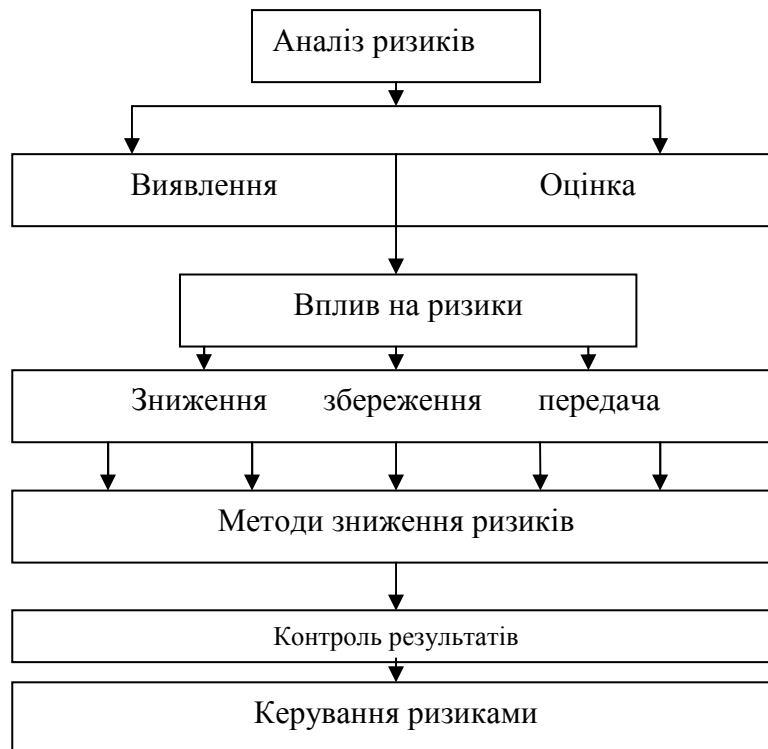 Аналіз ризиків
Виявлення Оцінка
Вплив на ризики
Зниження збереження передача
Методи зниження ризиків
Контроль результатів
Керування ризиками